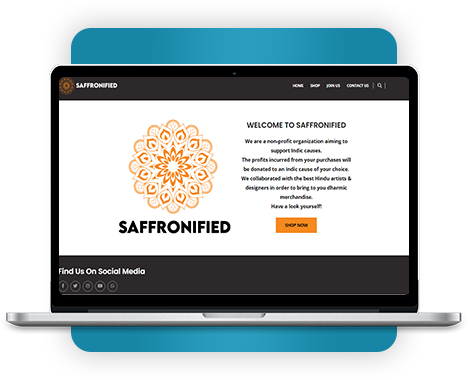 SAFFRONIFIED
HOME SHOP JOIN US CONTACT US
WELCOME TO SAFFRONIFIED
We are a non-profit organization aiming to
support Indic causes.
The profits incurred from your purchases will
be donated to an Indic cause of your choice.
We collaborated with the best Hindu artists &
designers in order to bring to you dharmic
merchandise.
Have a look yourself!
SHOP NOW
SAFFRONIFIED
Find Us On Social Media